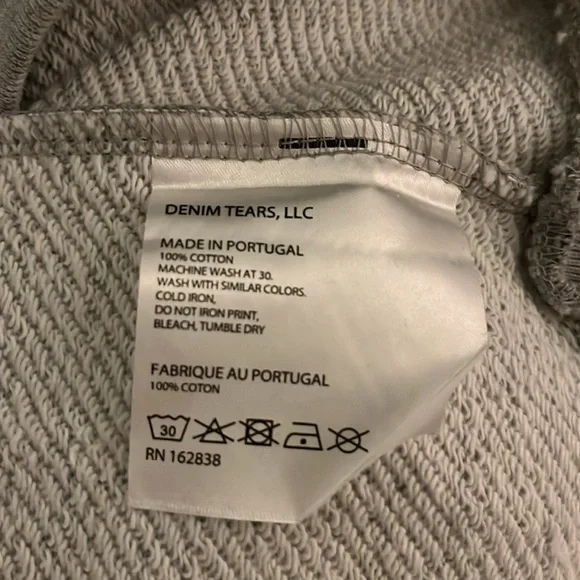 DENIM TEARS, LLC
MADE IN PORTUGAL
100% COTTON
MACHINE WASH AT 30.
WASH WITH SIMILAR COLORS.
COLD IRON,
DO NOT IRON PRINT,
BLEACH, TUMBLE DRY
FABRIQUE AU PORTUGAL
100% COTON
30
RN 162838